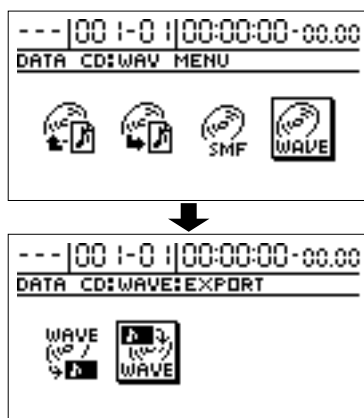 ---|001-01|00:00:00-00.00
DATA CD:WAV MENU
SMF WAVE
---|001-01|00:00:00-00.00
DATA CD:WAVE:EXPORT
WAVE
WAVE